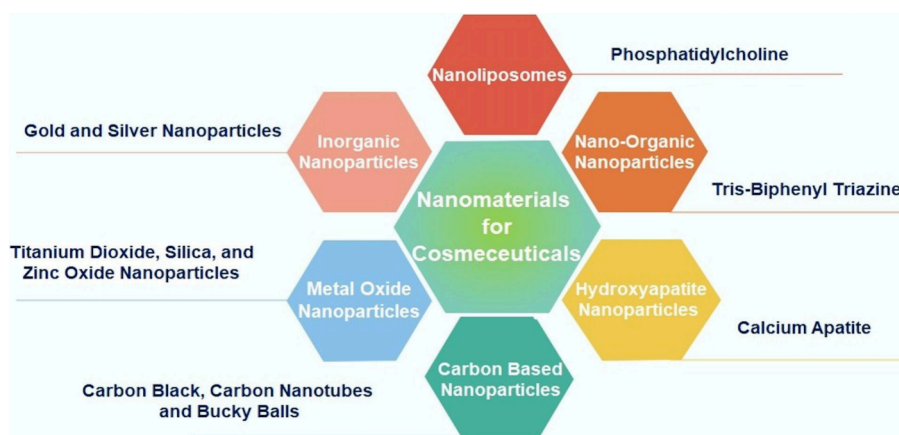 Nanoliposomes
Phosphatidylcholine
Gold and Silver Nanoparticles
Inorganic
Nanoparticles
Nano-Organic
Nanoparticles
Tris-Biphenyl Triazine
Nanomaterials
for
Cosmeceuticals
Titanium Dioxide, Silica, and
Zinc Oxide Nanoparticles
Metal Oxide
Nanoparticles
Hydroxyapatite
Nanoparticles
Calcium Apatite
Carbon Based
Nanoparticles
Carbon Black, Carbon Nanotubes
and Bucky Balls